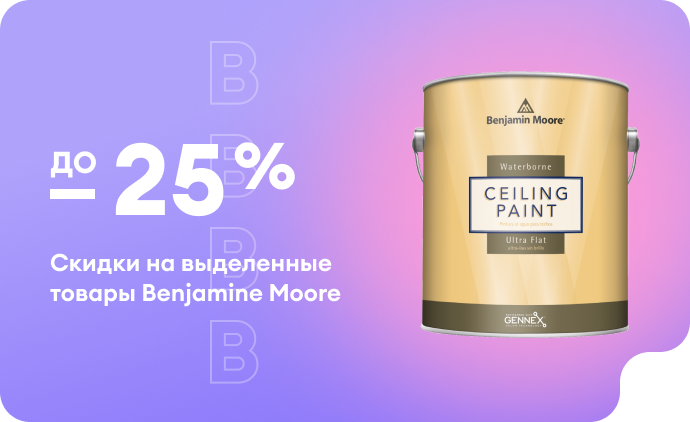 до
– 25%
Скидки на выделенные
товары Benjamine Moore
B
B
B
B
Benjamin Moore®
Waterborne
CEILING
PAINT
Ultra Flat
GENNEX